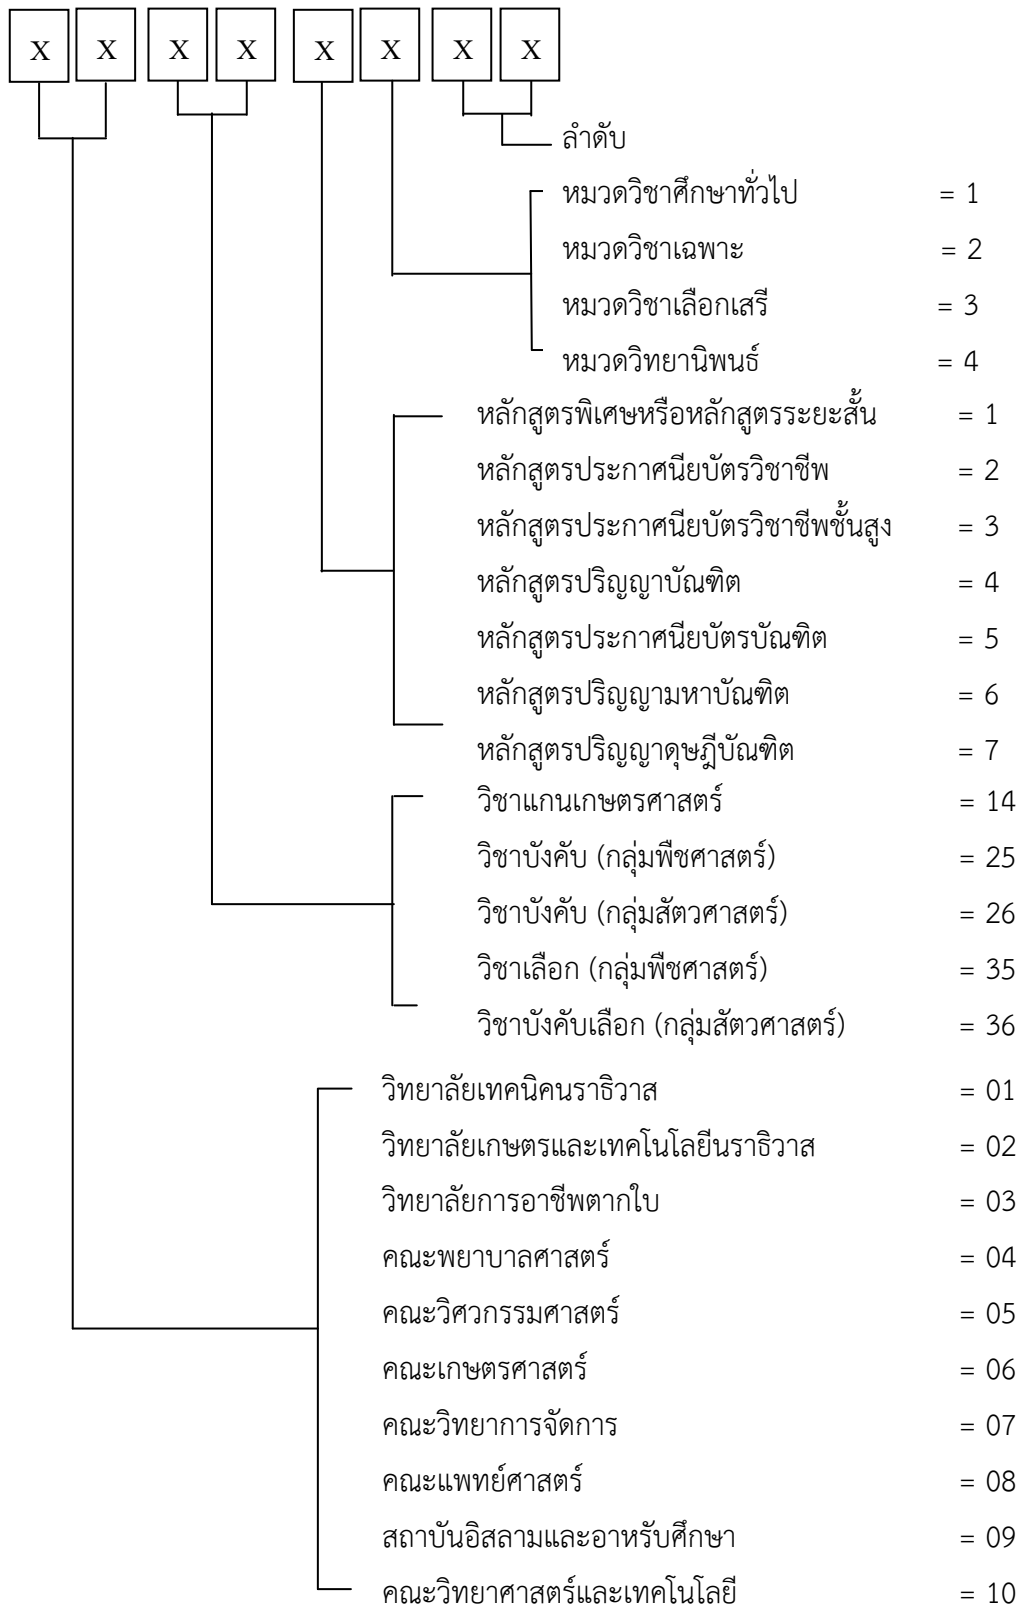 X X X X X X X X
ลำดับ
หมวดวิชาศึกษาทั่วไป = 1
หมวดวิชาเฉพาะ = 2
หมวดวิชาเลือกเสรี = 3
หมวดวิทยานิพนธ์ = 4
หลักสูตรพิเศษหรือหลักสูตรระยะสั้น = 1
หลักสูตรประกาศนียบัตรวิชาชีพ = 2
หลักสูตรประกาศนียบัตรวิชาชีพชั้นสูง = 3
หลักสูตรปริญญาบัณฑิต = 4
หลักสูตรประกาศนียบัตรบัณฑิต = 5
หลักสูตรปริญญามหาบัณฑิต = 6
หลักสูตรปริญญาดุษฎีบัณฑิต = 7
วิชาแกนเกษตรศาสตร์ = 14
วิชาบังคับ (กลุ่มพืชศาสตร์) = 25
วิชาบังคับ (กลุ่มสัตวศาสตร์) = 26
วิชาเลือก (กลุ่มพืชศาสตร์) = 35
วิชาบังคับเลือก (กลุ่มสัตวศาสตร์) = 36
วิทยาลัยเทคนิคนราธิวาส = 01
วิทยาลัยเกษตรและเทคโนโลยีนราธิวาส = 02
วิทยาลัยการอาชีพตากใบ = 03
คณะพยาบาลศาสตร์ = 04
คณะวิศวกรรมศาสตร์ = 05
คณะเกษตรศาสตร์ = 06
คณะวิทยาการจัดการ = 07
คณะแพทย์ศาสตร์ = 08
สถาบันอิสลามและอาหรับศึกษา = 09
คณะวิทยาศาสตร์และเทคโนโลยี = 10